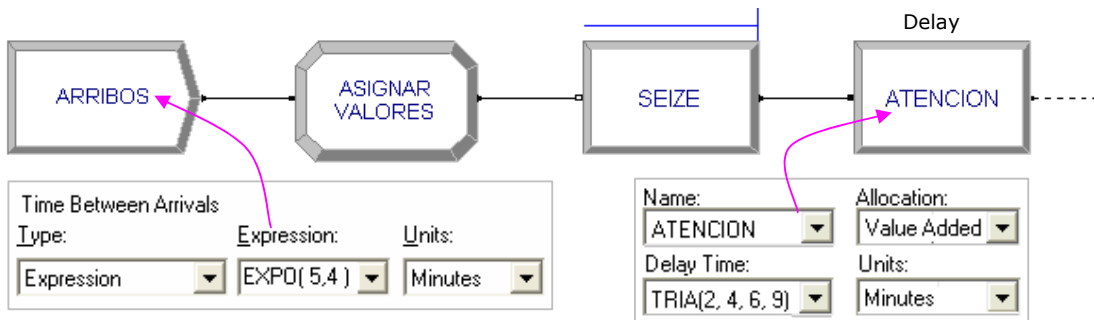 Delay
ARRIBOS
ASIGNAR
VALORES
SEIZE
ATENCION
Time Between Arrivals
Type:
Expression:
Units:
Expression
EXPO( 5,4 )
Minutes
Name:
Allocation:
ATENCION
Value Added
Delay Time:
Units:
TRIA(2, 4, 6, 9)
Minutes